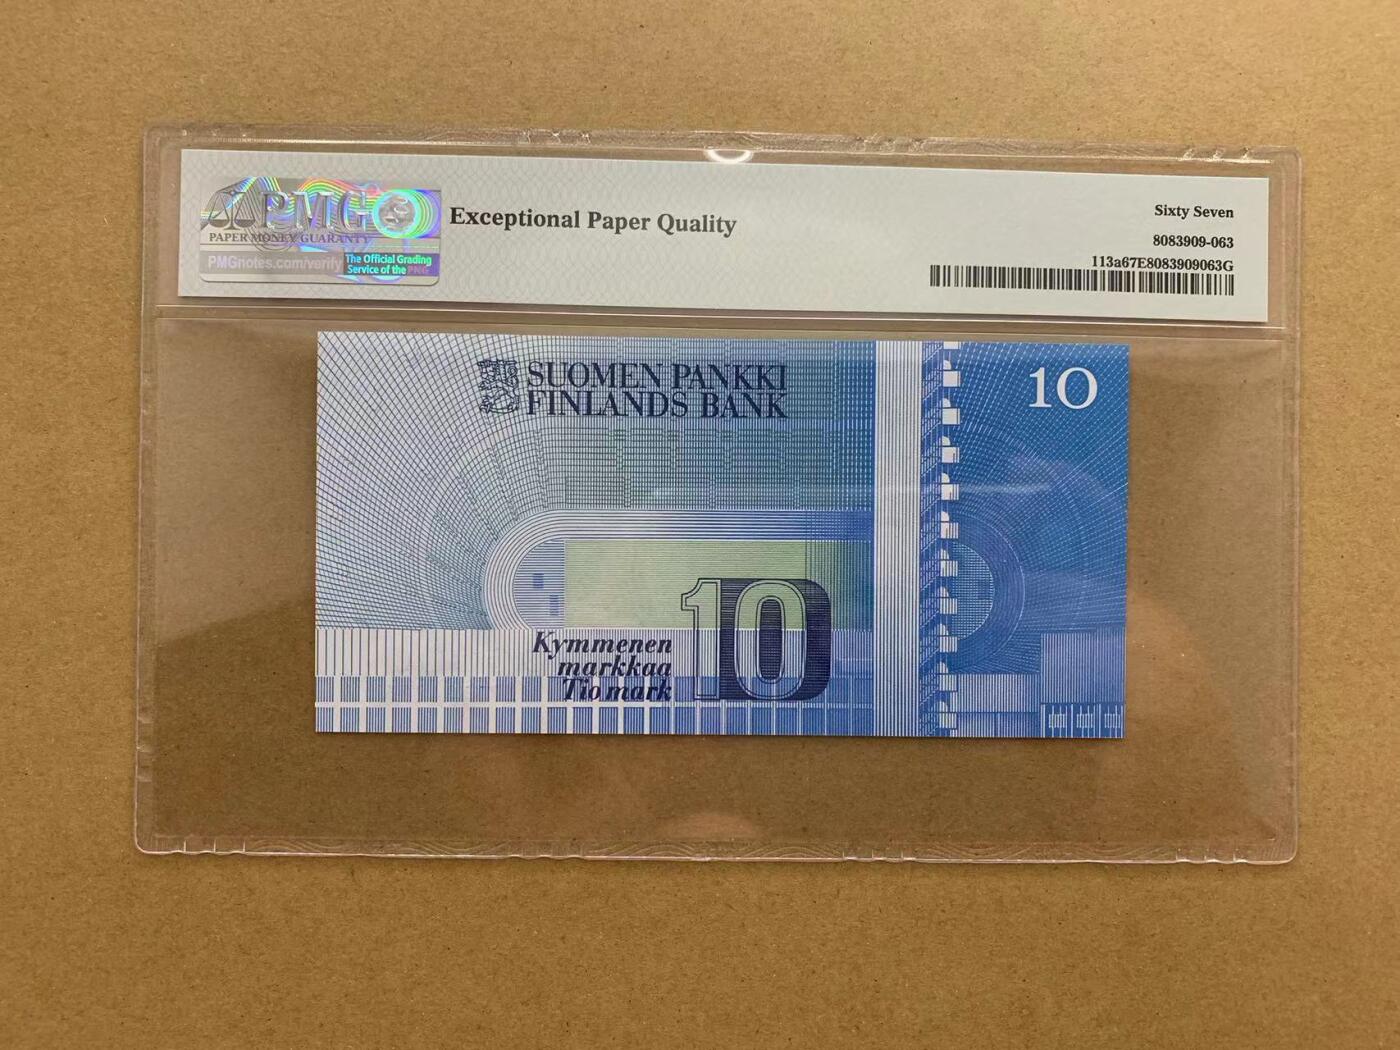 PMG
PAPER MONEY GUARANTY
PMGnotes.com/verify
The Official Grading
Service of the PNG
Exceptional Paper Quality
Sixty Seven
8083909-063
113a67E8083909063G
SUOMEN PANKKI
FINLANDS BANK
10
Kymmenen
markkaa
Tio mark
10